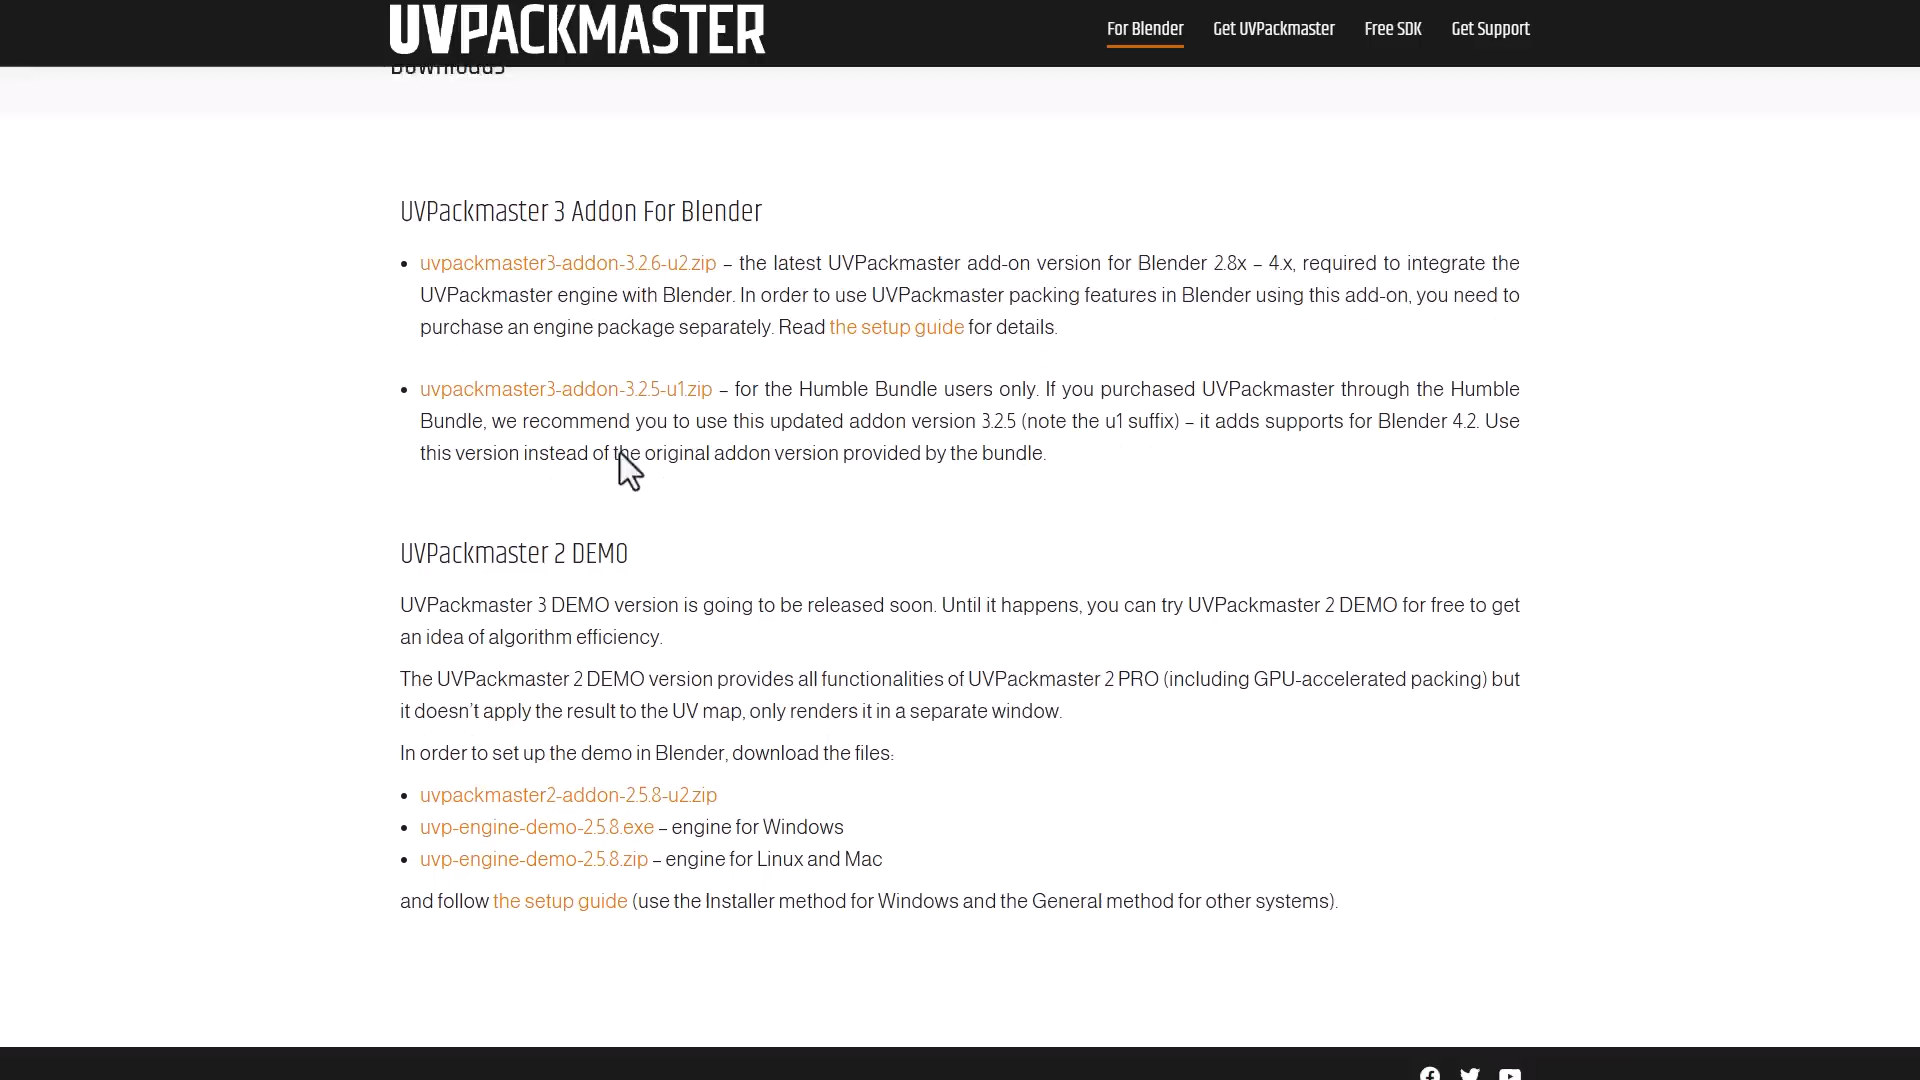 UVPACKMASTER
For Blender
Get UVPackmaster
Free SDK
Get Support
Downloads
UVPackmaster 3 Addon For Blender
• uvpackmaster3-addon-3.2.6-u2.zip – the latest UVPackmaster add-on version for Blender 2.8x – 4.x, required to integrate the
UVPackmaster engine with Blender. In order to use UVPackmaster packing features in Blender using this add-on, you need to
purchase an engine package separately. Read the setup guide for details.
• uvpackmaster3-addon-3.2.5-u1.zip – for the Humble Bundle users only. If you purchased UVPackmaster through the Humble
Bundle, we recommend you to use this updated addon version 3.2.5 (note the u1 suffix) – it adds supports for Blender 4.2. Use
this version instead of the original addon version provided by the bundle.
UVPackmaster 2 DEMO
UVPackmaster 3 DEMO version is going to be released soon. Until it happens, you can try UVPackmaster 2 DEMO for free to get
an idea of algorithm efficiency.
The UVPackmaster 2 DEMO version provides all functionalities of UVPackmaster 2 PRO (including GPU-accelerated packing) but
it doesn’t apply the result to the UV map, only renders it in a separate window.
In order to set up the demo in Blender, download the files:
• uvpackmaster2-addon-2.5.8-u2.zip
• uvp-engine-demo-2.5.8.exe – engine for Windows
• uvp-engine-demo-2.5.8.zip – engine for Linux and Mac
and follow the setup guide (use the Installer method for Windows and the General method for other systems).